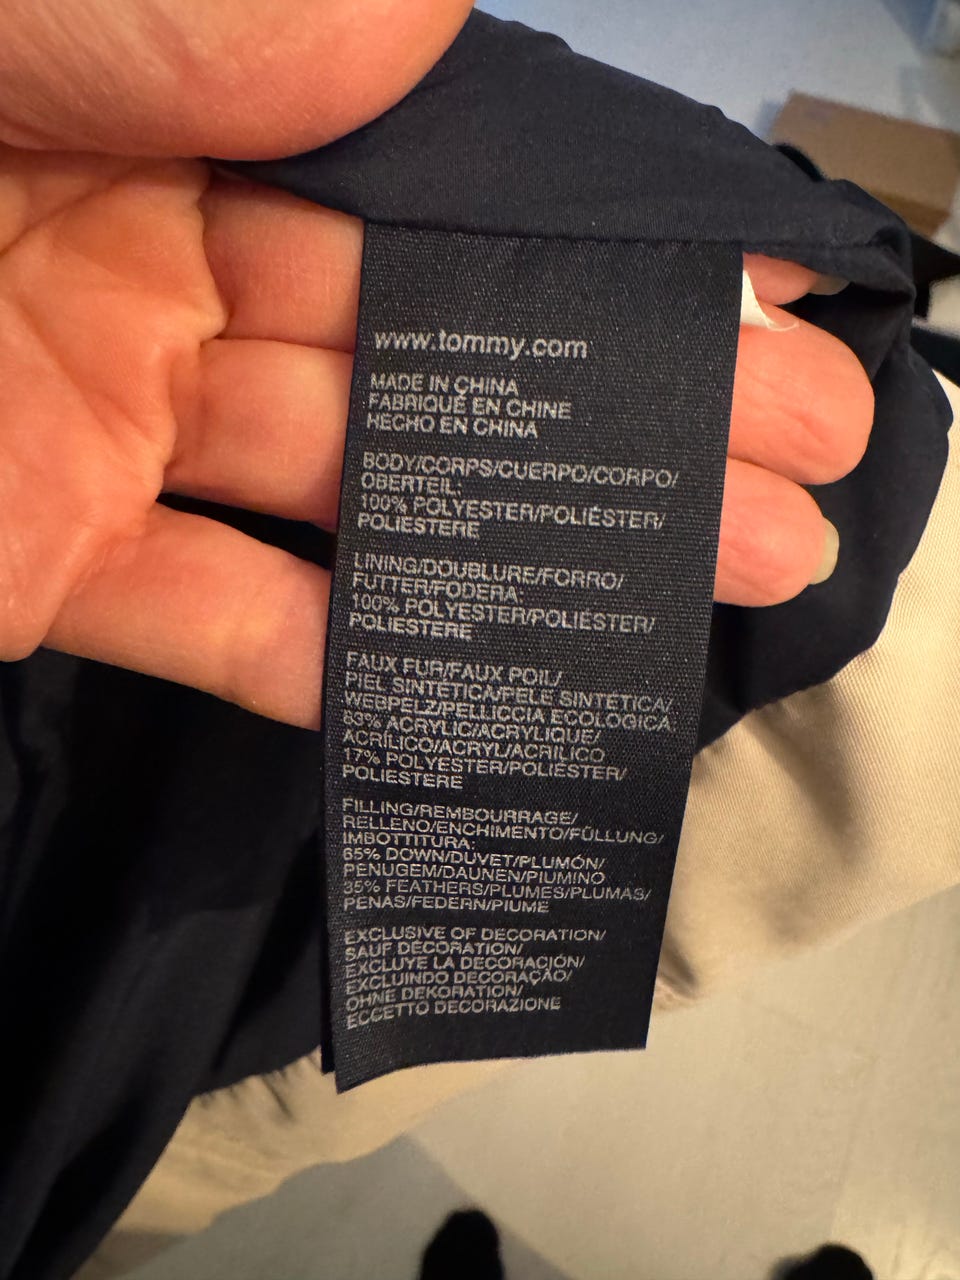 www.tommy.com
MADE IN CHINA
FABRIQUÉ EN CHINE
HECHO EN CHINA
BODY/CORPS/CUERPO/CORPO/
OBERTEIL:
100% POLYESTER/POLIÉSTER/
POLIESTERE
LINING/DOUBLURE/FORRO/
FUTTER/FODERA:
100% POLYESTER/POLIÉSTER/
POLIESTERE
FAUX FUR/FAUX POIL/
PIEL SINTÉTICA/PELE SINTÉTICA/
WEBPELZ/PELLICCIA ECOLOGICA:
83% ACRYLIC/ACRYLIQUE/
ACRÍLICO/ACRYL/ACRILICO
17% POLYESTER/POLIÉSTER/
POLIESTERE
FILLING/REMBOURRAGE/
RELLENO/ENCHIMENTO/FÜLLUNG/
IMBOTTITURA:
65% DOWN/DUVET/PLUMÓN/
PENUGEM/DAUNEN/PIUMINO
35% FEATHERS/PLUMES/PLUMAS/
PENAS/FEDERN/PIUME
EXCLUSIVE OF DECORATION/
SAUF DÉCORATION/
EXCLUYE LA DECORACIÓN/
EXCLUINDO DECORAÇÃO/
OHNE DEKORATION/
ECCETTO DECORAZIONE